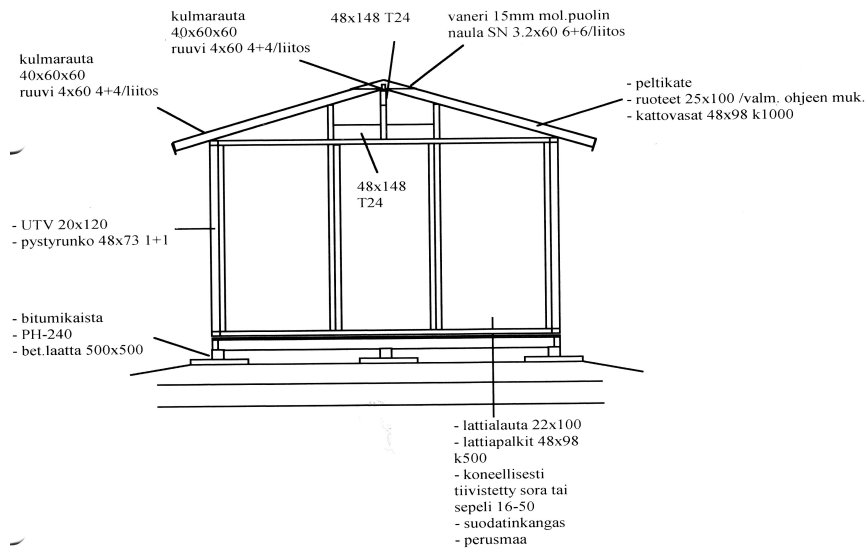 kulmarauta
40x60x60
ruuvi 4x60 4+4/liitos
48x148 T24
vaneri 15mm mol.puolin
naula SN 3.2x60 6+6/liitos
kulmarauta
40x60x60
ruuvi 4x60 4+4/liitos
- peltikate
- ruoteet 25x100 /valm. ohjeen muk.
- kattovasat 48x98 k1000
48x148
T24
- UTV 20x120
- pystyrunko 48x73 1+1
- bitumikaista
- PH-240
- bet.laatta 500x500
- lattialauta 22x100
- lattiapalkit 48x98
k500
- koneellisesti
tiivistetty sora tai
sepeli 16-50
- suodatinkangas
- perusmaa